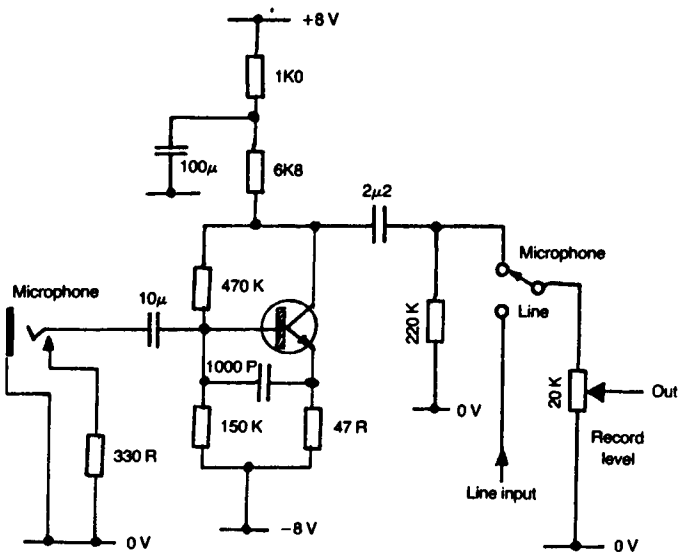 +8 V
1K0
100μ
6K8
2μ2
Microphone
470 K
Microphone
10μ
Line
220 K
1000 P
20 K
Out
0 V
150 K
47 R
Record
level
330 R
Line input
-8 V
0 V
0 V